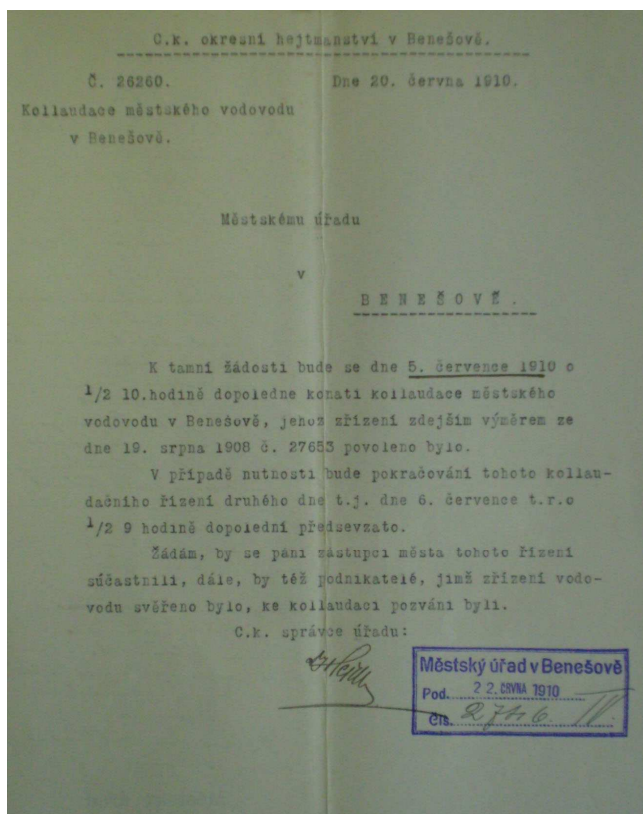 C.k. okresní hejtmanství v Benešově.
Č. 26260. Dne 20. června 1910.
Kollaudace městského vodovodu
v Benešově.
Městskému úřadu
v
BENEŠOVĚ.
K tamní žádosti bude se dne 5. července 1910 o
1/2 10.hodině dopoledne konati kollaudace městského
vodovodu v Benešově, jehož zřízení zdejším výměrem ze
dne 19. srpna 1908 č. 27653 povoleno bylo.
V případě nutnosti bude pokračování tohoto kollau-
dačního řízení druhého dne t.j. dne 6. července t.r.o
1/2 9 hodině dopolední předsevzato.
Žádám, by se páni zástupci města tohoto řízení
súčastnili, dále, by též podnikatelé, jimž zřízení vodo-
vodu svěřeno bylo, ke kollaudaci pozváni byli.
C.k. správce úřadu:
Městský úřad v Benešově
Pod. 22. ČRVNA 1910
Čís.